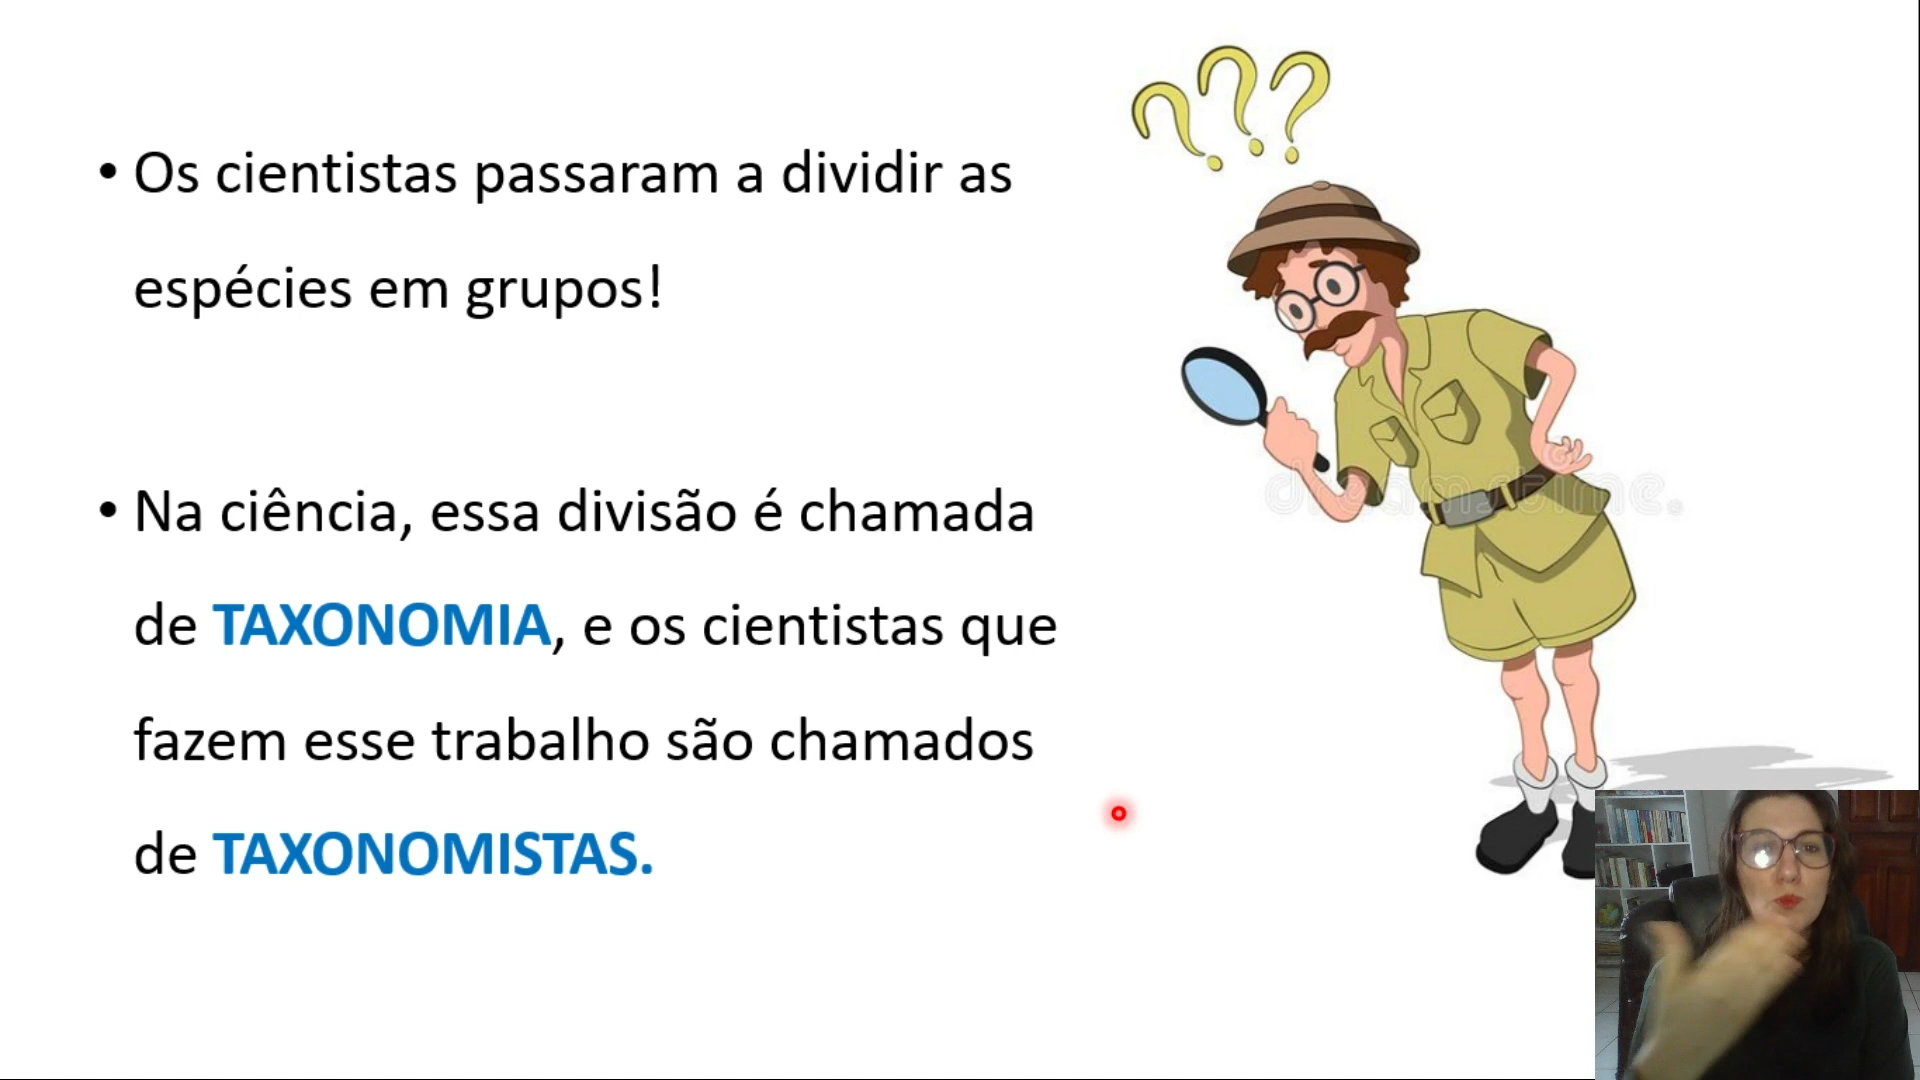 • Os cientistas passaram a dividir as
espécies em grupos!
• Na ciência, essa divisão é chamada
de TAXONOMIA, e os cientistas que
fazem esse trabalho são chamados
de TAXONOMISTAS.
???
dreamstime.